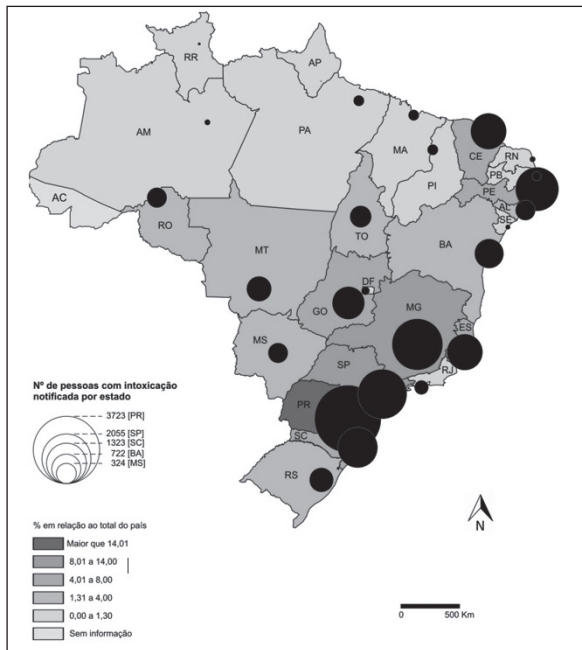 RR
AP
AM
PA
MA
CE
RN
PB
PI
PE
AL
SE
AC
RO
TO
MT
BA
DF
GO
MG
ES
MS
SP
RJ
PR
SC
RS
Nº de pessoas com intoxicação
notificada por estado
3723 [PR]
2055 [SP]
1323 [SC]
722 [BA]
324 [MS]
N
% em relação ao total do país
Maior que 14,01
8,01 a 14,00
4,01 a 8,00
1,31 a 4,00
0,00 a 1,30
Sem informação
0 500 Km